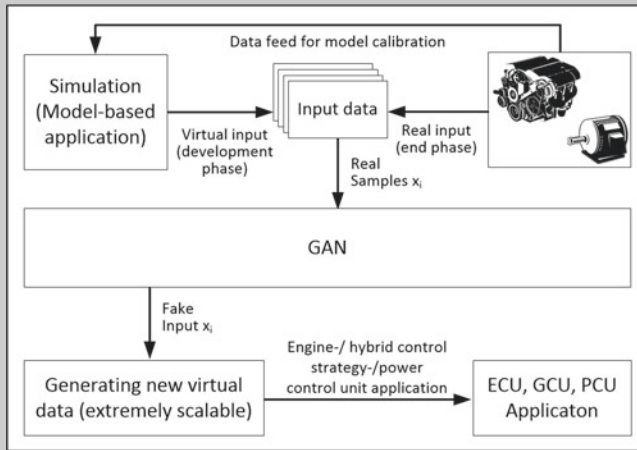 Data feed for model calibration
Simulation
(Model-based
application)
Input data
Virtual input
(development
phase)
Real input
(end phase)
Real
Samples xᵢ
GAN
Fake
Input xᵢ
Generating new virtual
data (extremely scalable)
Engine-/ hybrid control
strategy-/power
control unit application
ECU, GCU, PCU
Applicaton